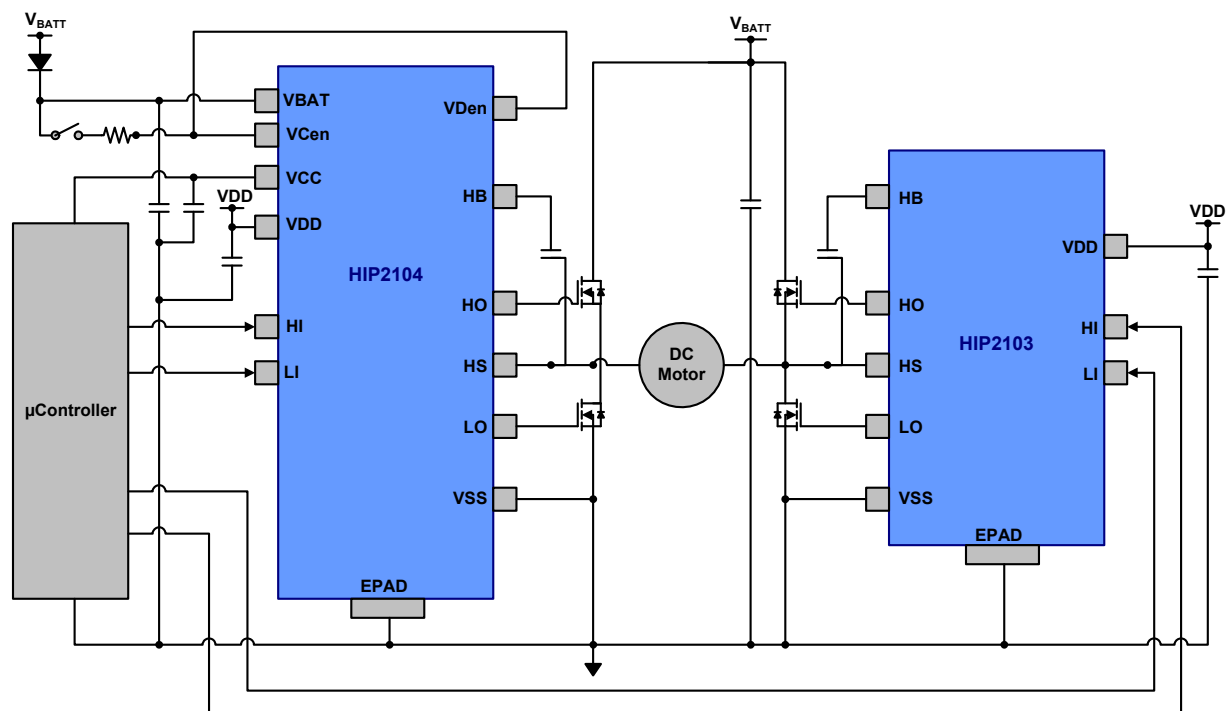 VBATT
VBATT
VBAT
VDen
VCen
VCC
VDD
VDD
HB
HB
VDD
VDD
HIP2104
HO
HO
HI
HI
HIP2103
DC
Motor
HS
HS
LI
LI
µController
LO
LO
VSS
VSS
EPAD
EPAD